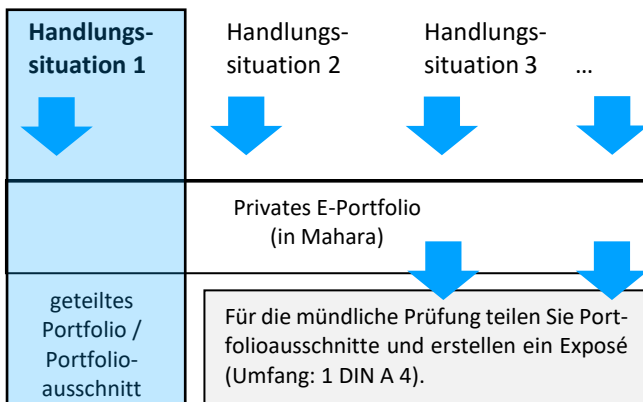 Handlungs-
situation 1
Handlungs-
situation 2
Handlungs-
situation 3 …
Privates E-Portfolio
(in Mahara)
geteiltes
Portfolio /
Portfolio-
ausschnitt
Für die mündliche Prüfung teilen Sie Port-
folioausschnitte und erstellen ein Exposé
(Umfang: 1 DIN A 4).